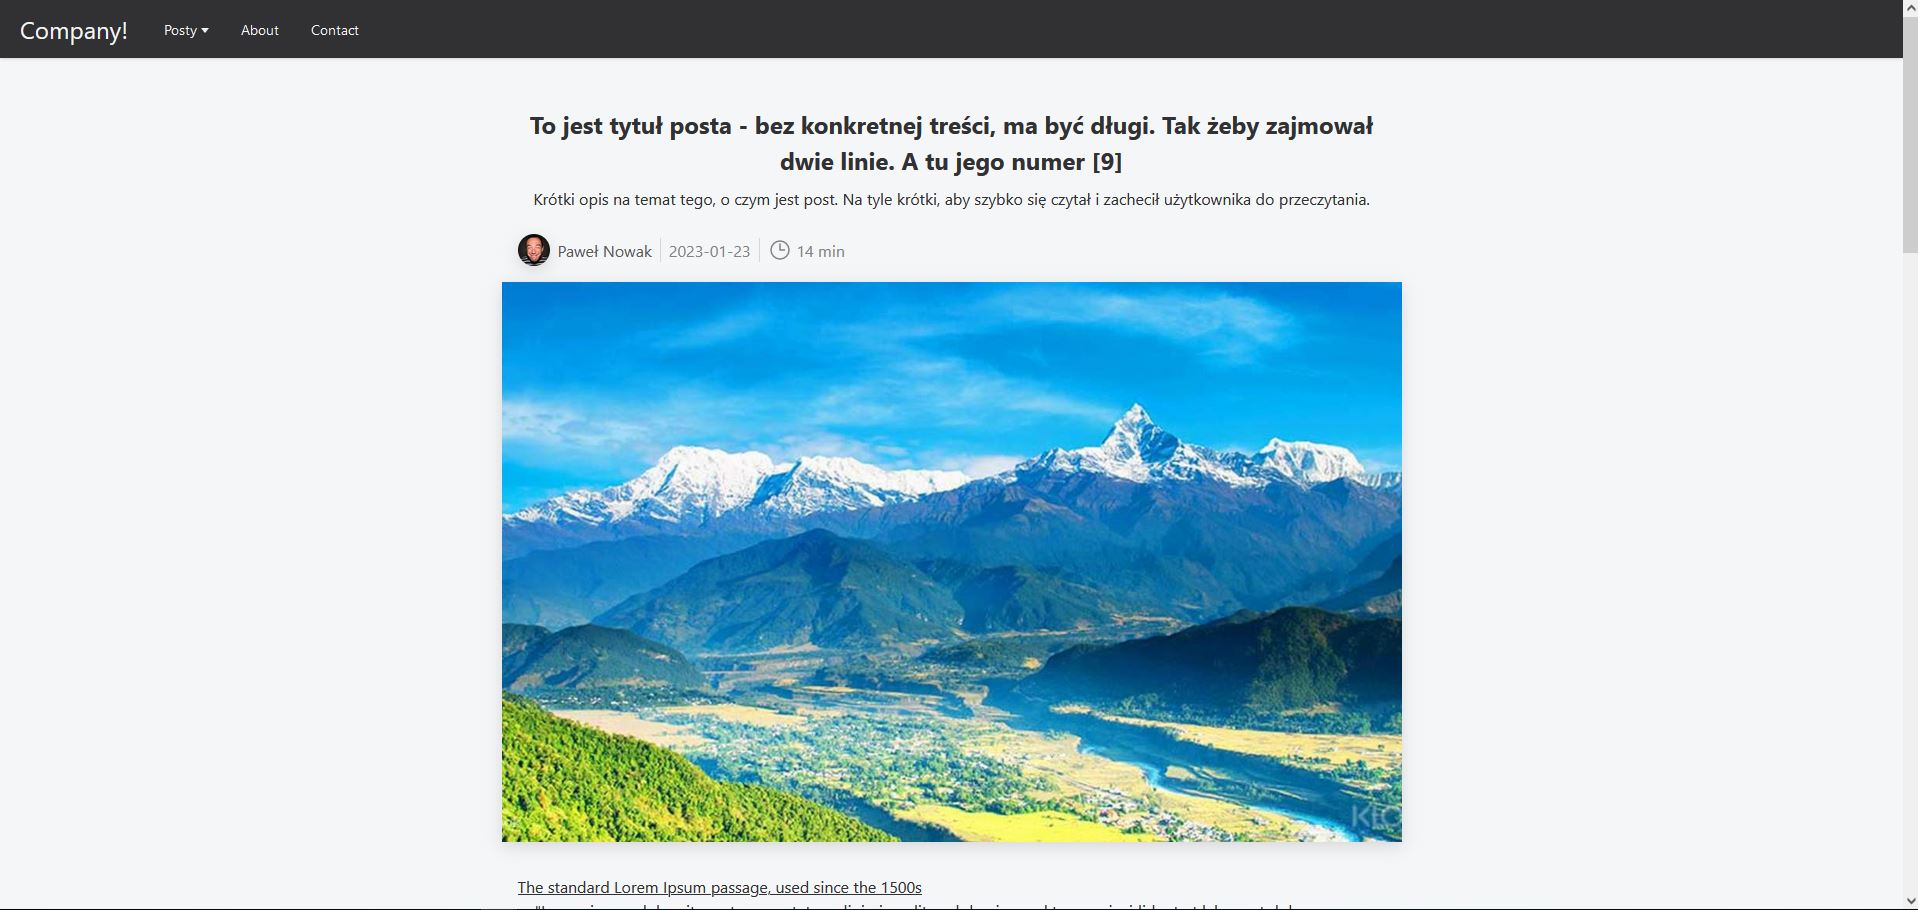 Company!
Posty
About
Contact
To jest tytuł posta - bez konkretnej treści, ma być długi. Tak żeby zajmował
dwie linie. A tu jego numer [9]
Krótki opis na temat tego, o czym jest post. Na tyle krótki, aby szybko się czytał i zachecił użytkownika do przeczytania.
Paweł Nowak
2023-01-23
14 min
The standard Lorem Ipsum passage, used since the 1500s